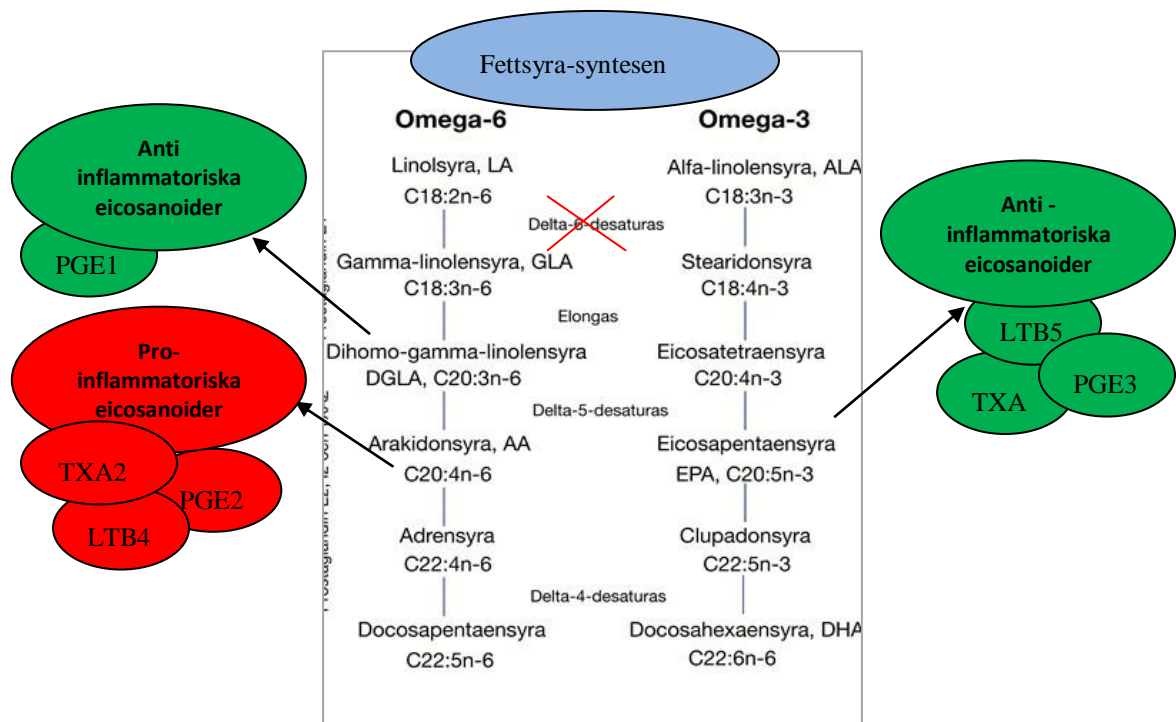 Fettsyra-syntesen
Omega-6
Omega-3
Linolsyra, LA
C18:2n-6
Alfa-linolensyra, ALA
C18:3n-3
Delta-6-desaturas
Gamma-linolensyra, GLA
C18:3n-6
Stearidonsyra
C18:4n-3
Elongas
Dihomo-gamma-linolensyra
DGLA, C20:3n-6
Eicosatetraensyra
C20:4n-3
Delta-5-desaturas
Arakidonsyra, AA
C20:4n-6
Eicosapentaensyra
EPA, C20:5n-3
Adrensyra
C22:4n-6
Clupadonsyra
C22:5n-3
Delta-4-desaturas
Docosapentaensyra
C22:5n-6
Docosahexaensyra, DHA
C22:6n-6
Anti
inflammatoriska
eicosanoider
PGE1
Pro-
inflammatoriska
eicosanoider
TXA2
PGE2
LTB4
Anti -
inflammatoriska
eicosanoider
LTB5
TXA
PGE3